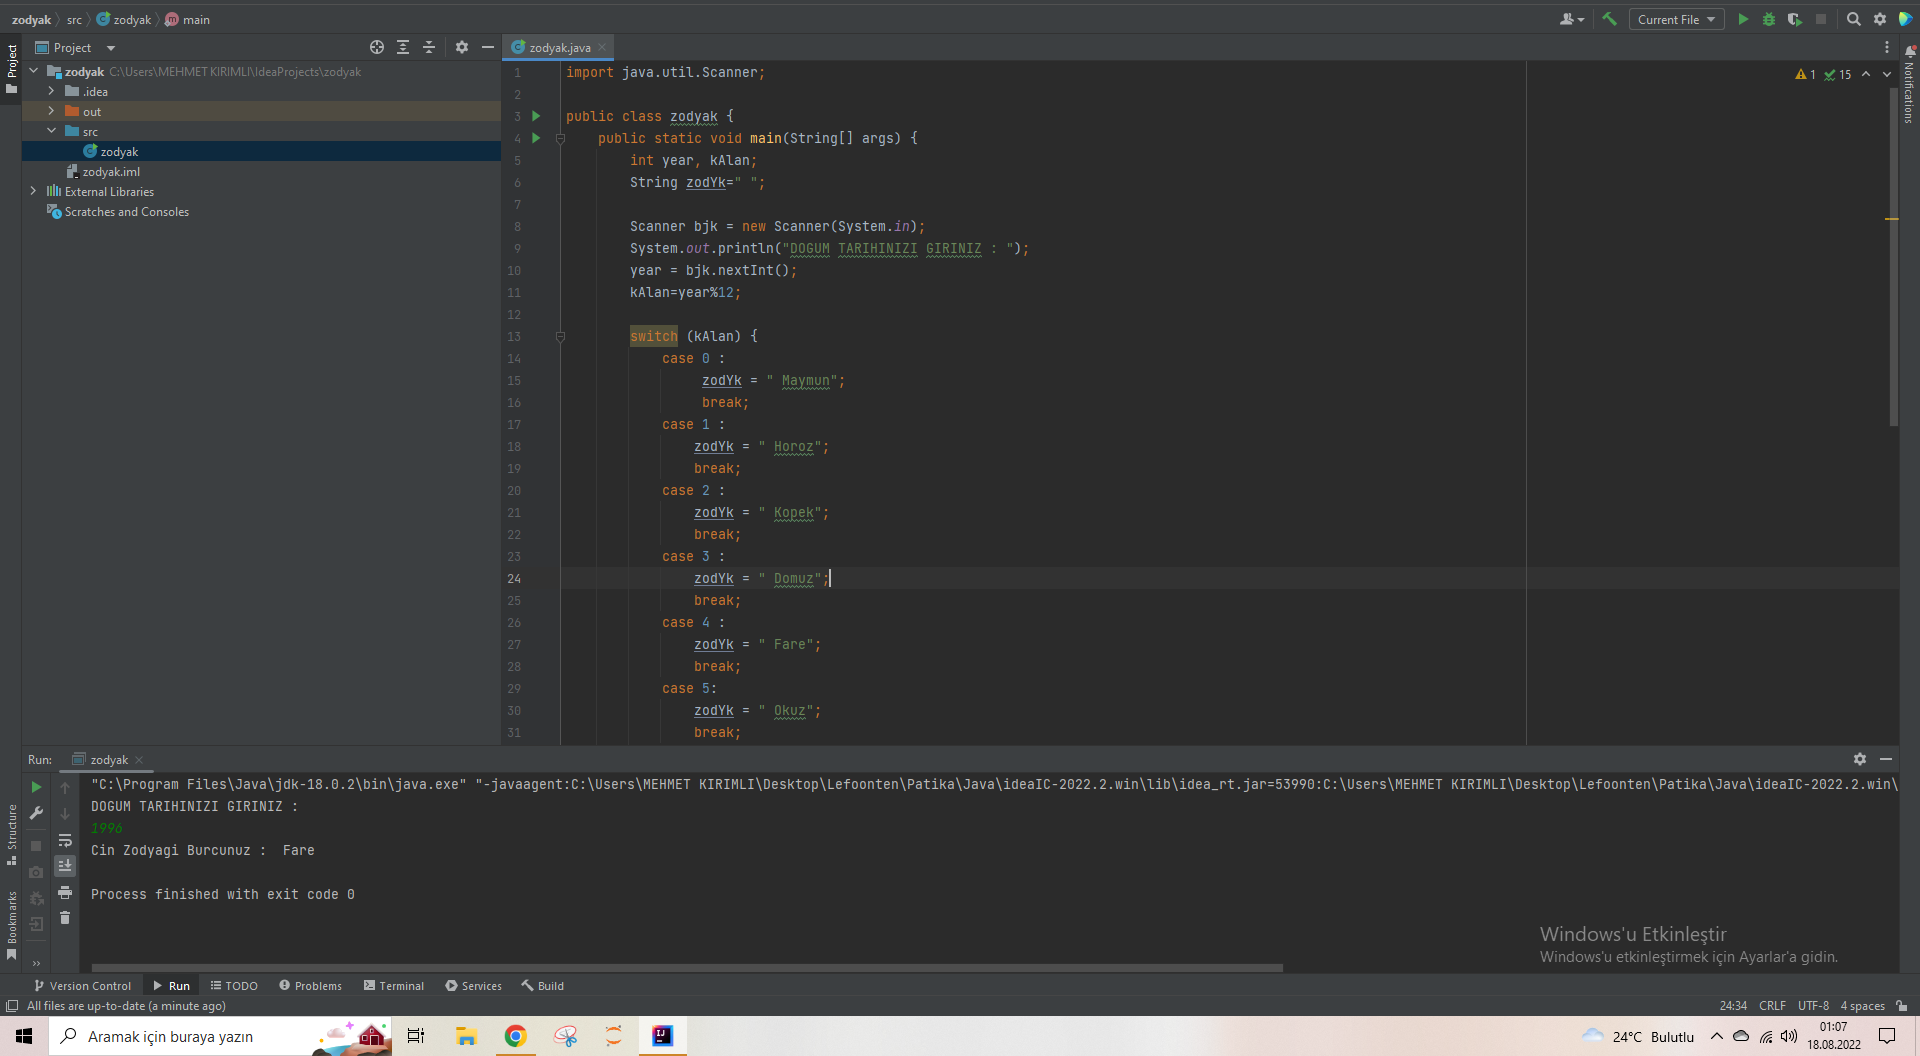 zodyak src zodyak main
Current File
Project
zodyak.java
zodyak C:\Users\MEHMET KIRIMLI\IdeaProjects\zodyak
.idea
out
src
zodyak
zodyak.iml
External Libraries
Scratches and Consoles
Project
Notifications
1 15
1 import java.util.Scanner;
2
3 public class zodyak {
4 public static void main(String[] args) {
5 int year, kAlan;
6 String zodYk=" ";
7
8 Scanner bjk = new Scanner(System.in);
9 System.out.println("DOGUM TARIHINIZI GIRINIZ : ");
10 year = bjk.nextInt();
11 kAlan=year%12;
12
13 switch (kAlan) {
14 case 0 :
15 zodYk = " Maymun";
16 break;
17 case 1 :
18 zodYk = " Horoz";
19 break;
20 case 2 :
21 zodYk = " Kopek";
22 break;
23 case 3 :
24 zodYk = " Domuz";
25 break;
26 case 4 :
27 zodYk = " Fare";
28 break;
29 case 5:
30 zodYk = " Okuz";
31 break;
Run: zodyak
"C:\Program Files\Java\jdk-18.0.2\bin\java.exe" "-javaagent:C:\Users\MEHMET KIRIMLI\Desktop\Lefoonten\Patika\Java\ideaIC-2022.2.win\lib\idea_rt.jar=53990:C:\Users\MEHMET KIRIMLI\Desktop\Lefoonten\Patika\Java\ideaIC-2022.2.win\
DOGUM TARIHINIZI GIRINIZ :
1996
Cin Zodyagi Burcunuz :  Fare
Process finished with exit code 0
Structure
Bookmarks
Windows'u Etkinleştir
Windows'u etkinleştirmek için Ayarlar'a gidin.
Version Control Run TODO Problems Terminal Services Build
All files are up-to-date (a minute ago)
24:34 CRLF UTF-8 4 spaces
Aramak için buraya yazın
24°C Bulutlu
01:07
18.08.2022